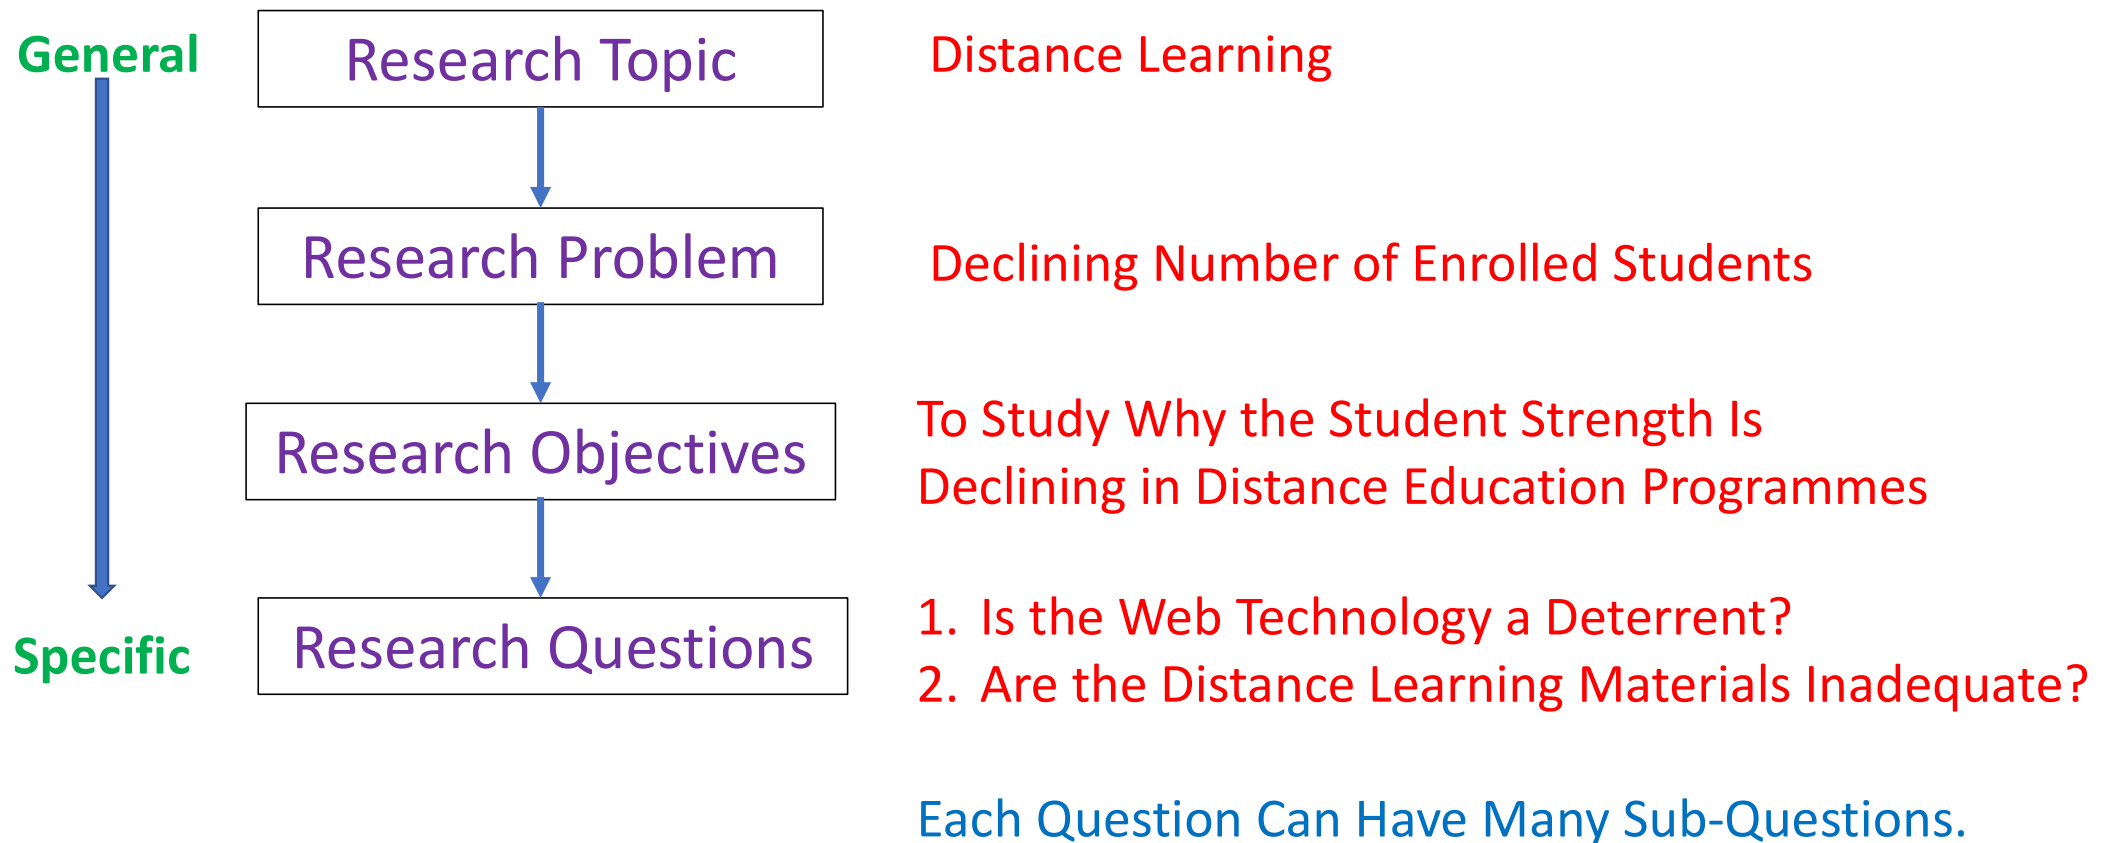 General
Research Topic
Distance Learning
Research Problem
Declining Number of Enrolled Students
Research Objectives
To Study Why the Student Strength Is
Declining in Distance Education Programmes
Specific
Research Questions
1. Is the Web Technology a Deterrent?
2. Are the Distance Learning Materials Inadequate?
Each Question Can Have Many Sub-Questions.